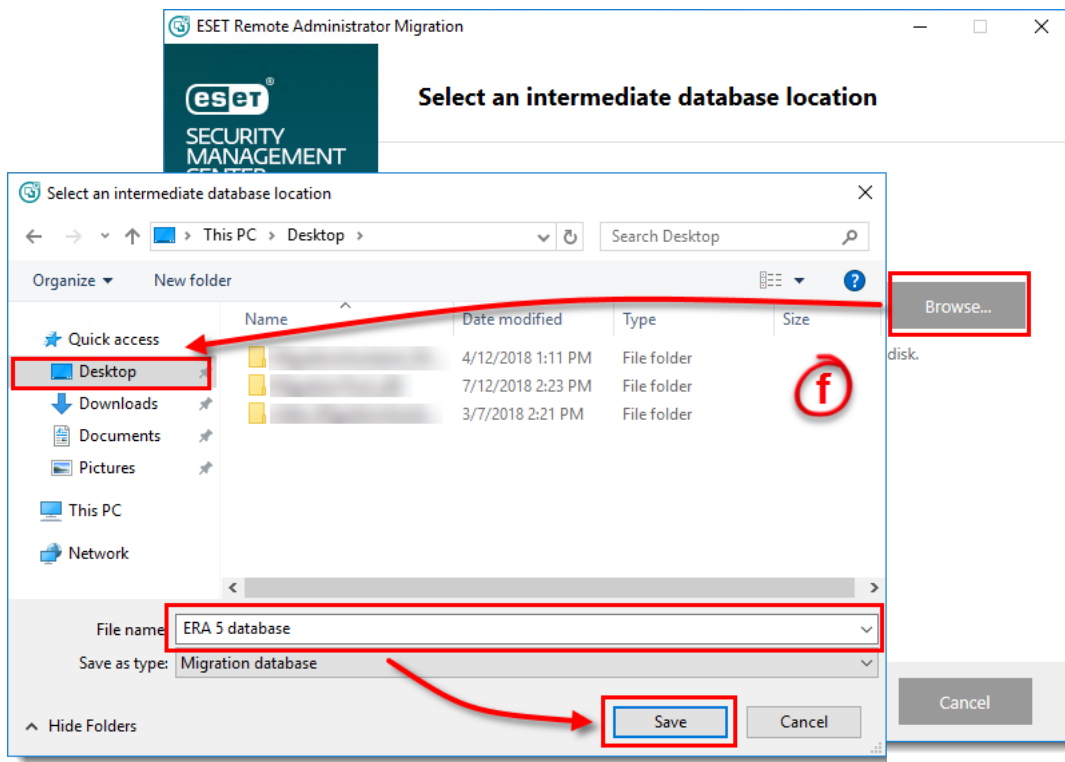 ESET Remote Administrator Migration
eset®
SECURITY
MANAGEMENT
CENTER
Select an intermediate database location
Select an intermediate database location
This PC > Desktop >
Search Desktop
Organize
New folder
?
Browse...
disk.
Name
Date modified
Type
Size
Quick access
Desktop
Downloads
Documents
Pictures
This PC
Network
4/12/2018 1:11 PM
File folder
7/12/2018 2:23 PM
File folder
3/7/2018 2:21 PM
File folder
f
File name:
ERA 5 database
Save as type:
Migration database
Hide Folders
Save
Cancel
Cancel